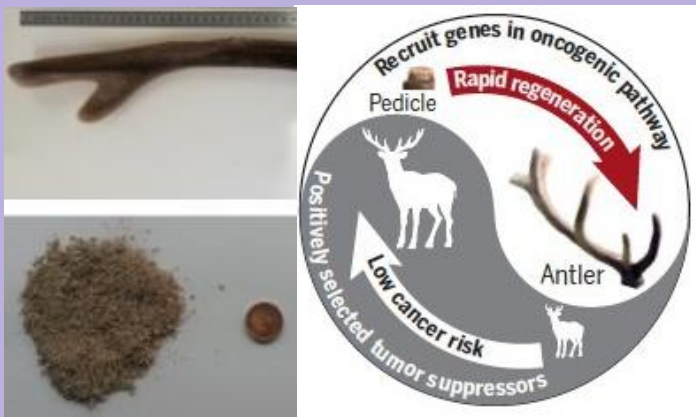 Recruit genes in oncogenic pathway
Pedicle
Rapid regeneration
Antler
Low cancer risk
Positively selected tumor suppressors